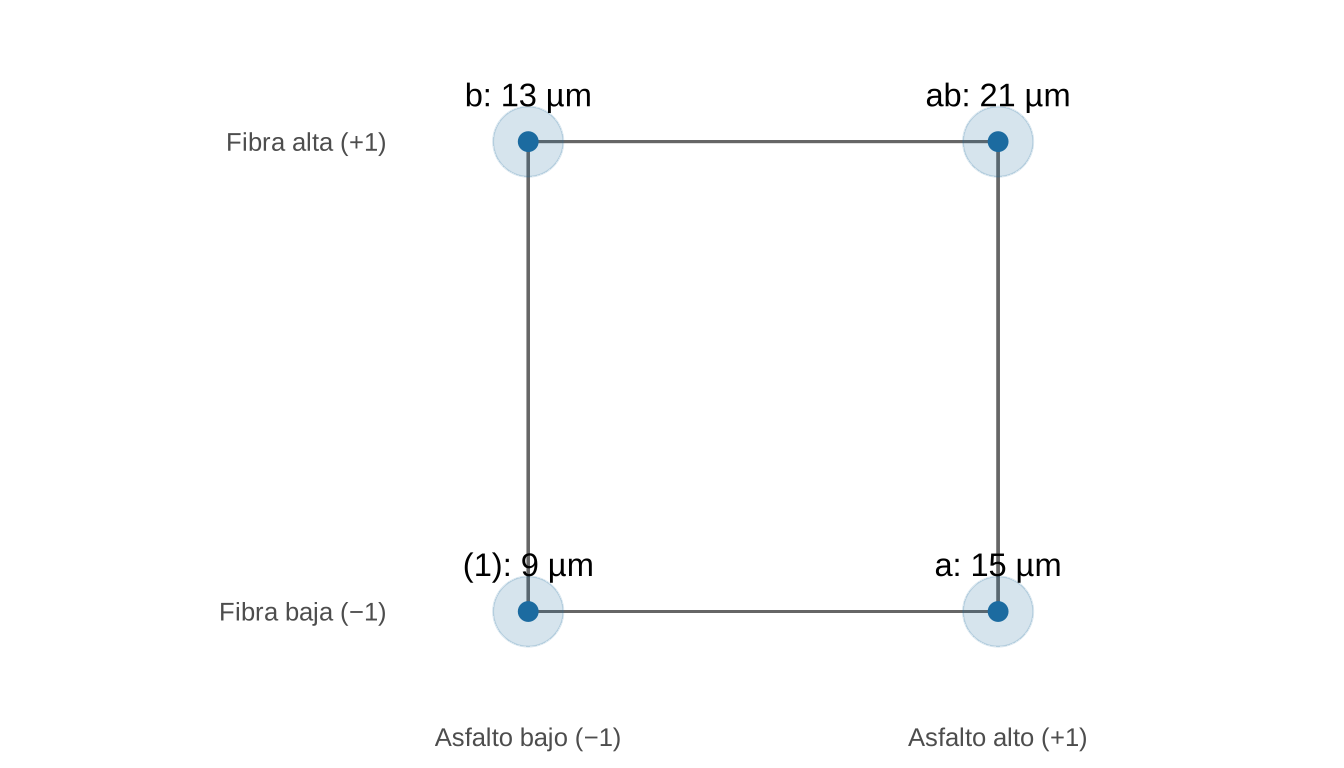 b: 13 µm
ab: 21 µm
Fibra alta (+1)
(1): 9 µm
a: 15 µm
Fibra baja (−1)
Asfalto bajo (−1)
Asfalto alto (+1)